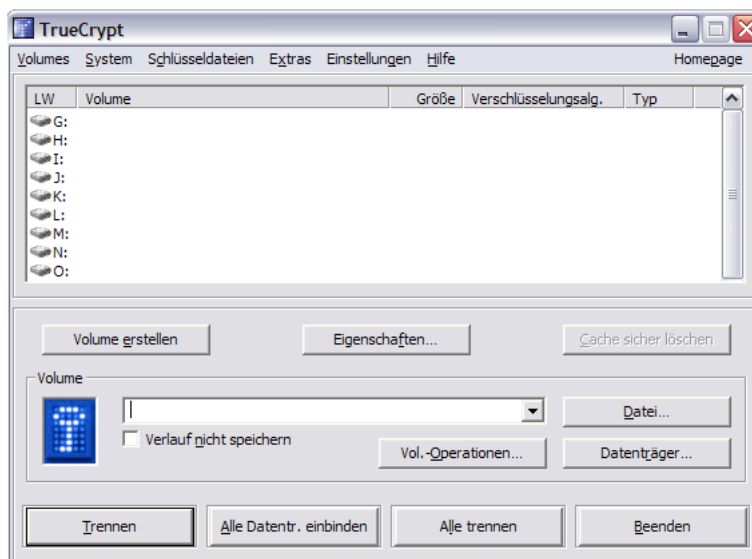 TrueCrypt
Volumes System Schlüsseldateien Extras Einstellungen Hilfe Homepage
LW Volume Größe Verschlüsselungsalg. Typ
G:
H:
I:
J:
K:
L:
M:
N:
O:
Volume erstellen Eigenschaften... Cache sicher löschen
Volume
Datei...
Verlauf nicht speichern
Vol.-Operationen... Datenträger...
Trennen Alle Datentr. einbinden Alle trennen Beenden